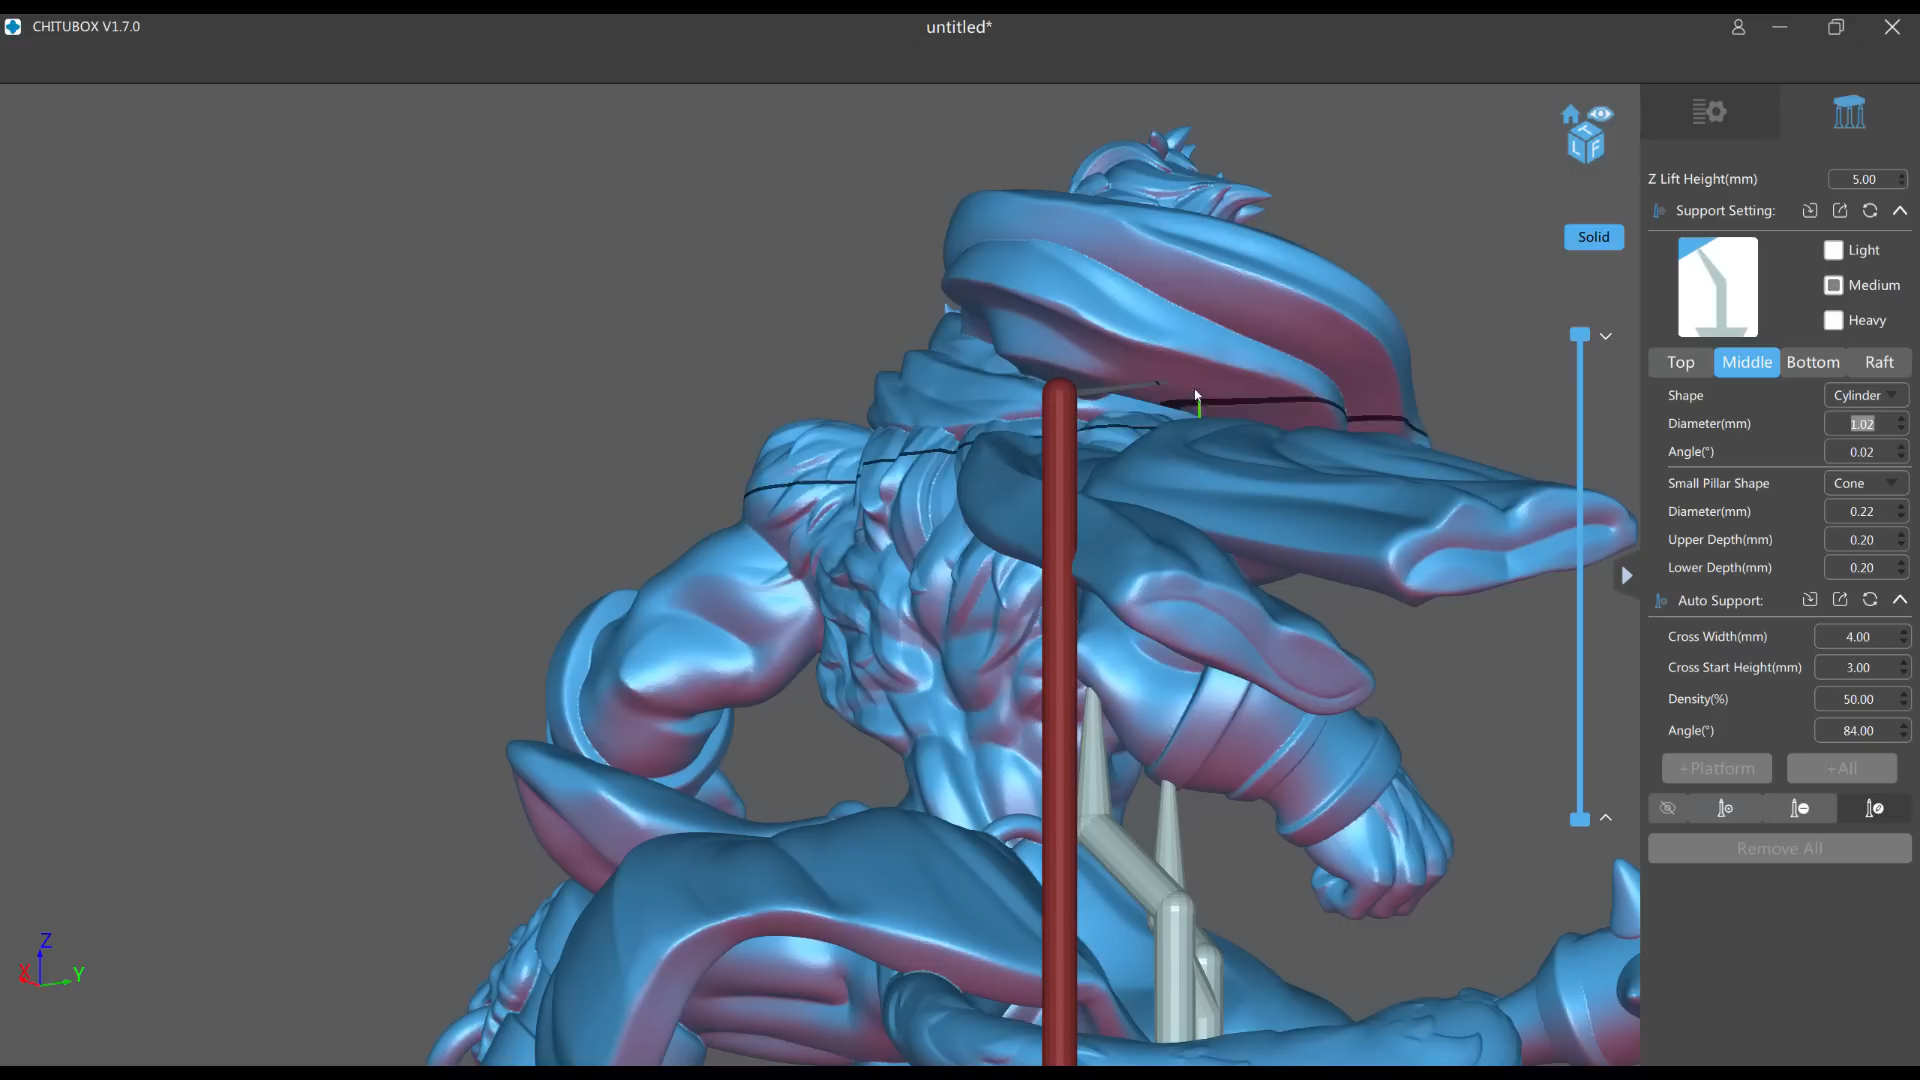 CHITUBOX V1.7.0
untitled*
Z Lift Height(mm) 5.00
Support Setting:
Light
Medium
Heavy
Top Middle Bottom Raft
Shape Cylinder
Diameter(mm) 1.02
Angle(°) 0.02
Small Pillar Shape Cone
Diameter(mm) 0.22
Upper Depth(mm) 0.20
Lower Depth(mm) 0.20
Auto Support:
Cross Width(mm) 4.00
Cross Start Height(mm) 3.00
Density(%) 50.00
Angle(°) 84.00
+Platform +All
Remove All
Solid
T
L F
Z
X Y